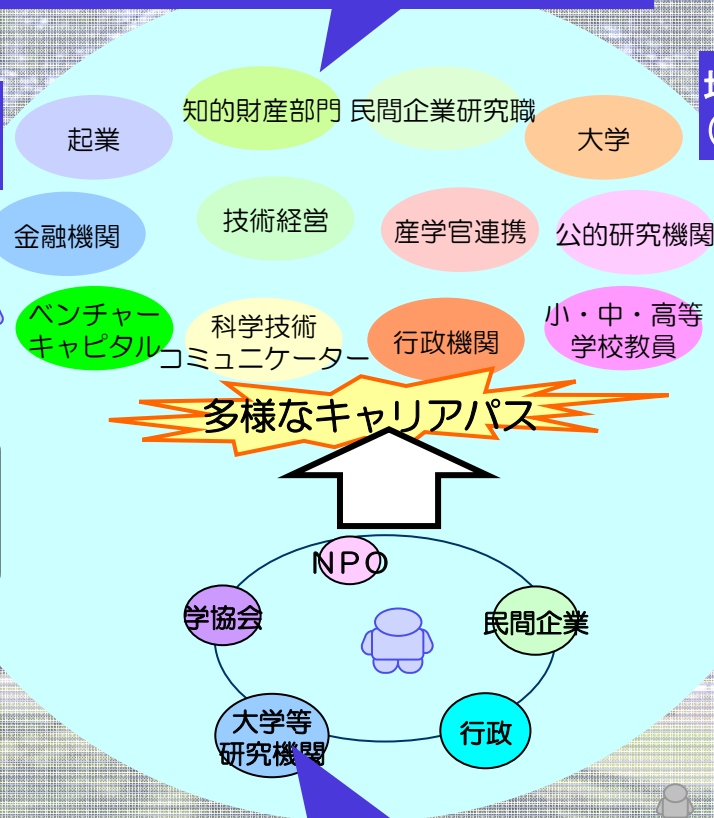 知的財産部門
民間企業研究職
起業
大学
金融機関
技術経営
産学官連携
公的研究機関
ベンチャー
キャピタル
科学技術
コミュニケーター
行政機関
小・中・高等
学校教員
多様なキャリアパス
NPO
学協会
民間企業
大学等
研究機関
行政